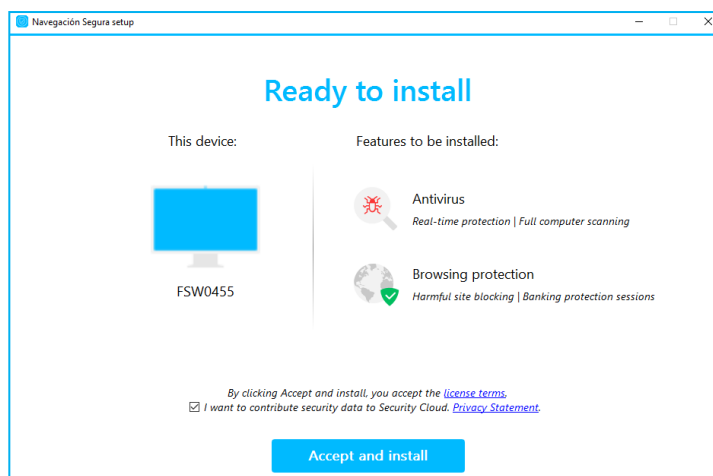 Navegación Segura setup
Ready to install
This device:
Features to be installed:
Antivirus
Real-time protection | Full computer scanning
Browsing protection
Harmful site blocking | Banking protection sessions
FSW0455
By clicking Accept and install, you accept the license terms.
I want to contribute security data to Security Cloud. Privacy Statement.
Accept and install